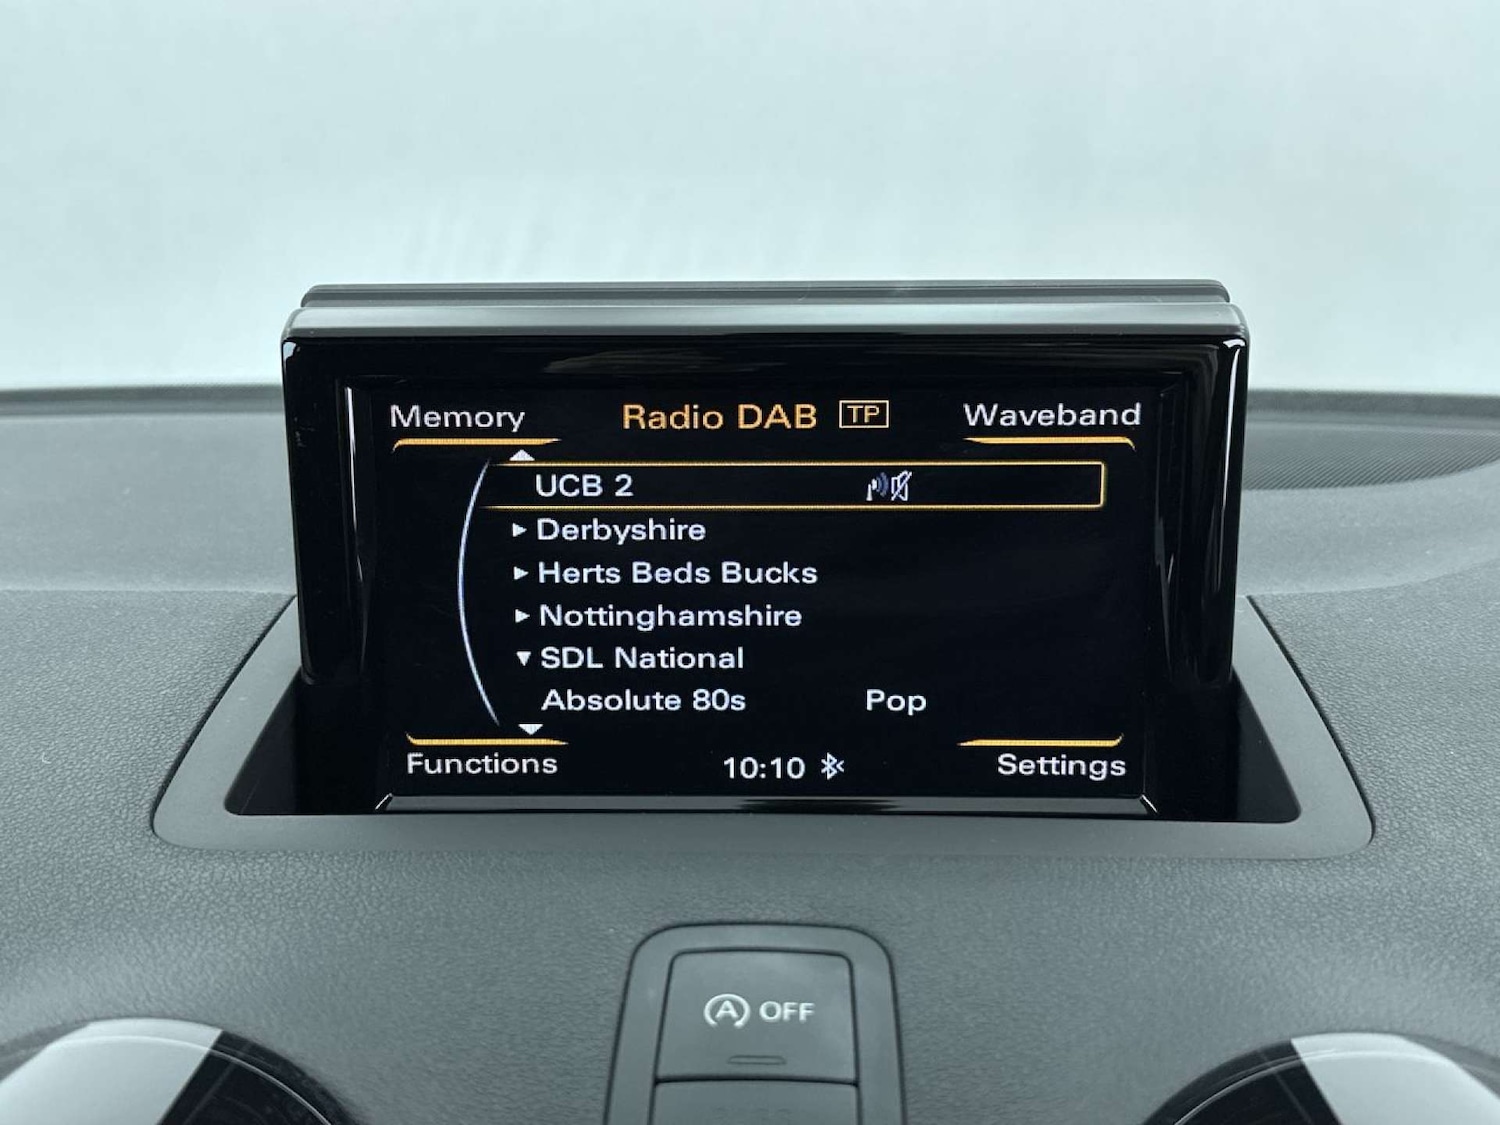 Memory Radio DAB TP Waveband
UCB 2
Derbyshire
Herts Beds Bucks
Nottinghamshire
SDL National
Absolute 80s Pop
Functions 10:10 Settings
A OFF